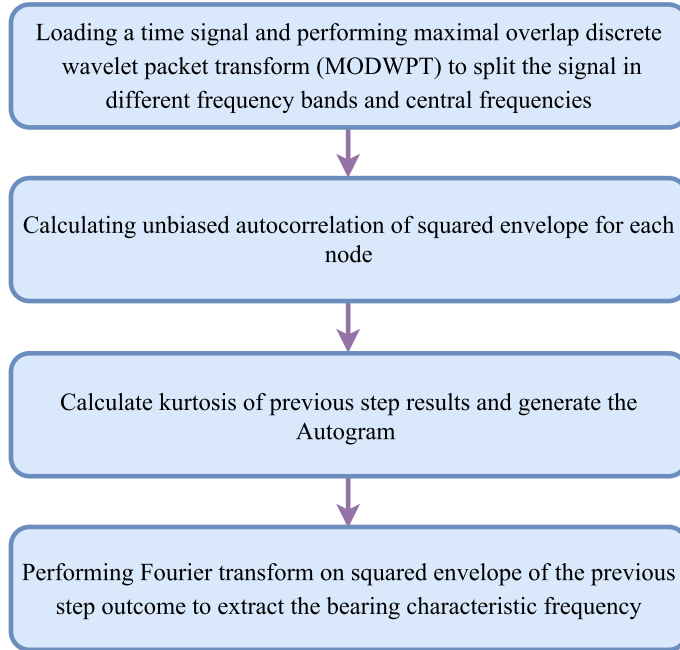 Loading a time signal and performing maximal overlap discrete
wavelet packet transform (MODWPT) to split the signal in
different frequency bands and central frequencies
Calculating unbiased autocorrelation of squared envelope for each
node
Calculate kurtosis of previous step results and generate the
Autogram
Performing Fourier transform on squared envelope of the previous
step outcome to extract the bearing characteristic frequency